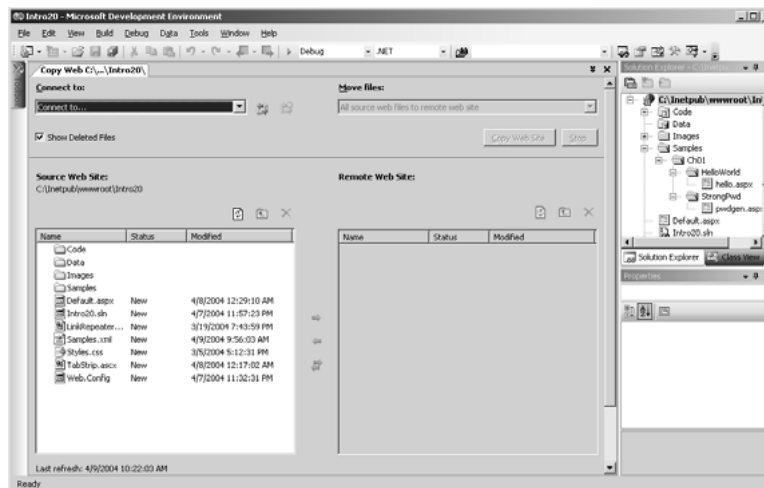 Intro20 - Microsoft Development Environment
File Edit View Build Debug Data Tools Window Help
Debug .NET
Copy Web C:\...\Intro20\
Connect to:
Connect to...
Show Deleted Files
Move files:
All source web files to remote web site
Copy Web Site Stop
Source Web Site:
C:\Inetpub\wwwroot\Intro20
Remote Web Site:
Name Status Modified
Code
Data
Images
Samples
Default.aspx New 4/8/2004 12:29:10 AM
Intro20.sln New 4/7/2004 11:57:23 PM
LinkRepeater... New 3/19/2004 7:43:59 PM
Samples.xml New 4/9/2004 9:56:03 AM
Styles.css New 3/5/2004 5:12:31 PM
TabStrip.ascx New 4/8/2004 12:17:02 AM
Web.Config New 4/7/2004 11:32:31 PM
Name Status Modified
Last refresh: 4/9/2004 10:22:03 AM
Ready
Solution Explorer - C:\Inetpub\
C:\Inetpub\wwwroot\In
Code
Data
Images
Samples
Ch01
HelloWorld
hello.aspx
StrongPwd
pwdgen.asp
Default.aspx
Intro20.sln
Solution Explorer Class View
Properties